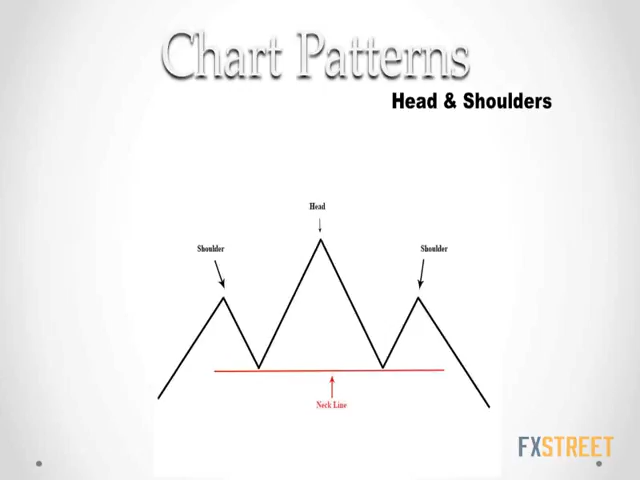 Chart Patterns
Head & Shoulders
Head
Shoulder
Shoulder
Neck Line
FXSTREET